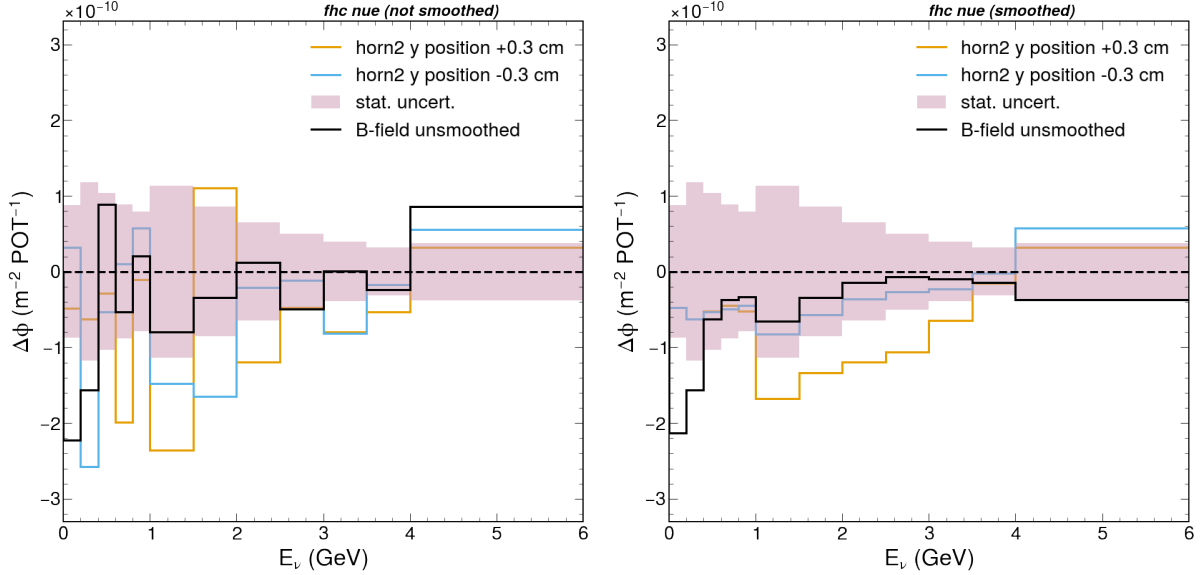 ×10⁻¹⁰
fhc nue (not smoothed)
3
2
1
0
−1
−2
−3
Δϕ (m⁻² POT⁻¹)
horn2 y position +0.3 cm
horn2 y position -0.3 cm
stat. uncert.
B-field unsmoothed
0
1
2
3
4
5
6
Eᵥ (GeV)
×10⁻¹⁰
fhc nue (smoothed)
3
2
1
0
−1
−2
−3
Δϕ (m⁻² POT⁻¹)
horn2 y position +0.3 cm
horn2 y position -0.3 cm
stat. uncert.
B-field unsmoothed
0
1
2
3
4
5
6
Eᵥ (GeV)